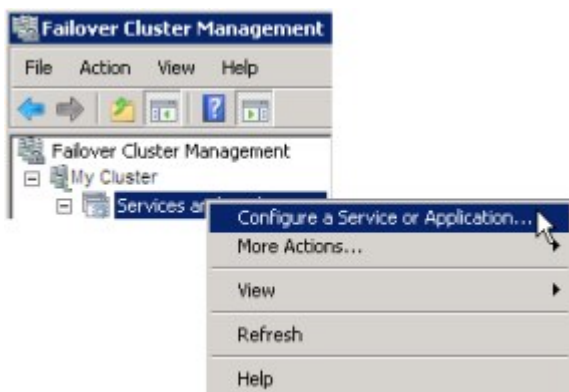 Failover Cluster Management
File Action View Help
Failover Cluster Management
My Cluster
Services a
Configure a Service or Application...
More Actions...
View
Refresh
Help